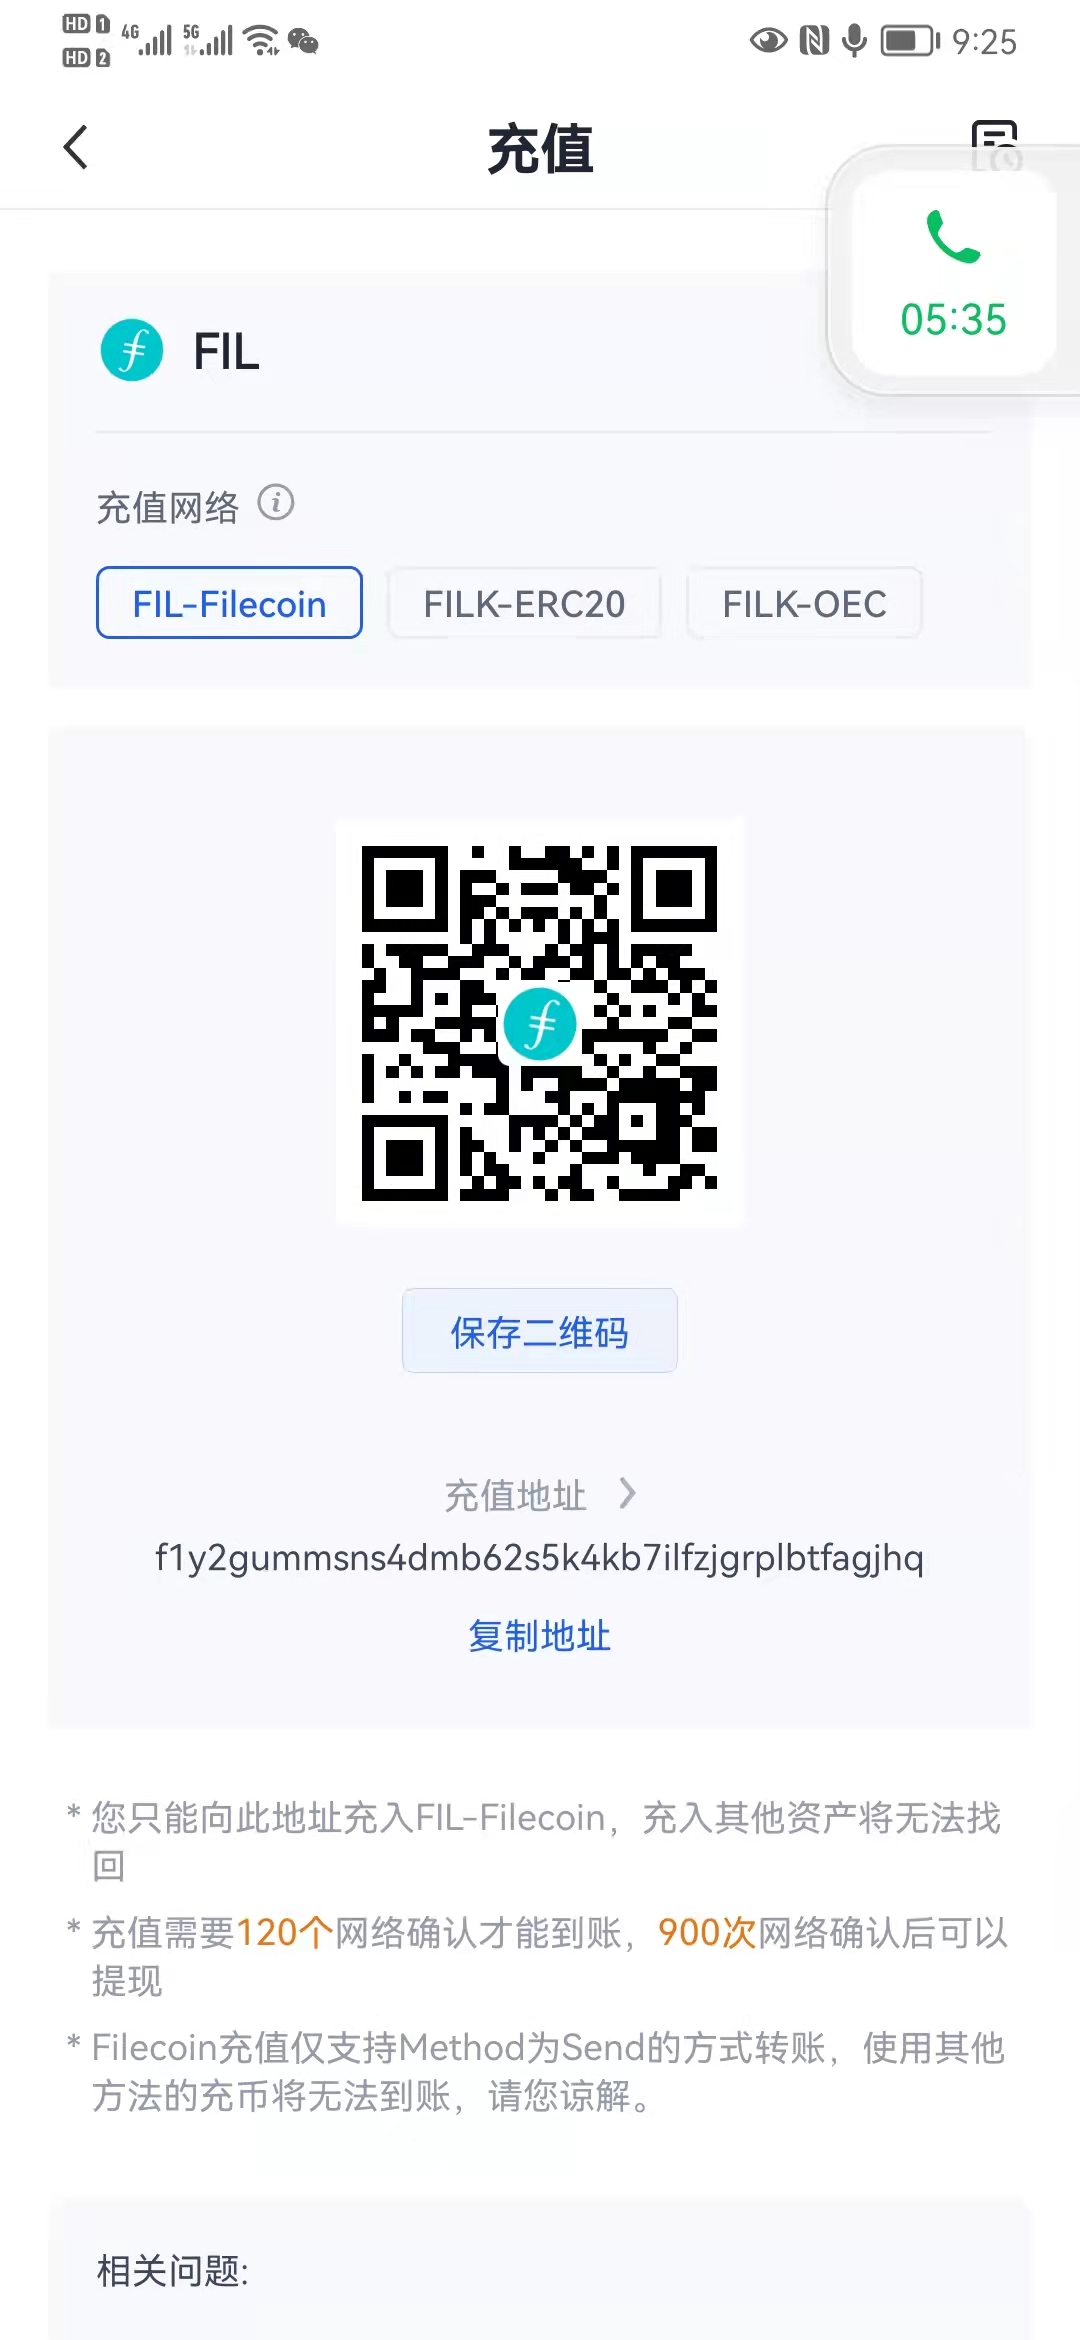 HD 1 4G 5G 9:25
HD 2
充值
05:35
FIL
充值网络
FIL-Filecoin FILK-ERC20 FILK-OEC
保存二维码
充值地址
f1y2gummsns4dmb62s5k4kb7ilfzjgrplbtfagjhq
复制地址
* 您只能向此地址充入FIL-Filecoin，充入其他资产将无法找
回
* 充值需要120个网络确认才能到账，900次网络确认后可以
提现
* Filecoin充值仅支持Method为Send的方式转账，使用其他
方法的充币将无法到账，请您谅解。
相关问题: